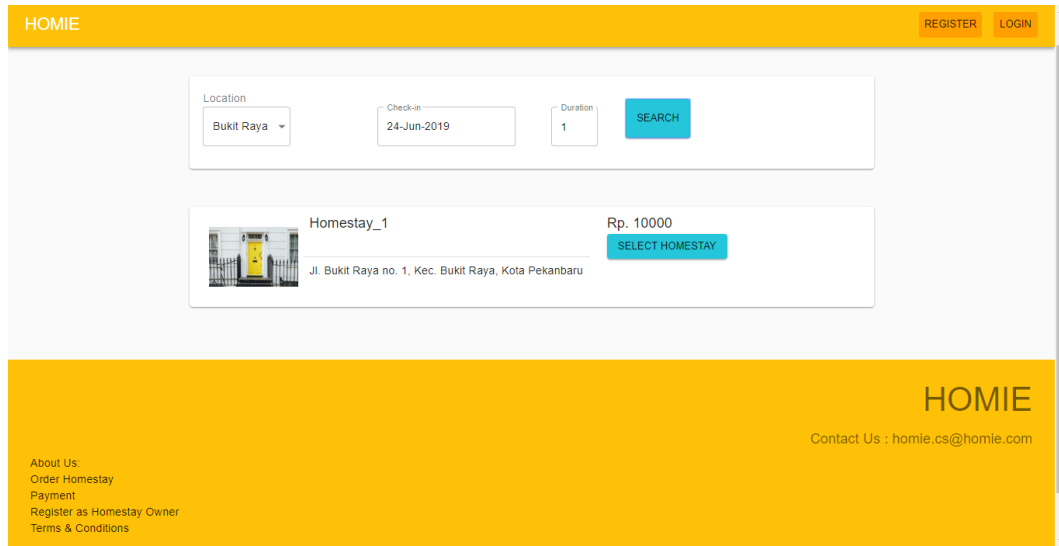 HOMIE
REGISTER
LOGIN
Location
Bukit Raya
Check-in
24-Jun-2019
Duration
1
SEARCH
Homestay_1
Rp. 10000
SELECT HOMESTAY
Jl. Bukit Raya no. 1, Kec. Bukit Raya, Kota Pekanbaru
HOMIE
Contact Us : homie.cs@homie.com
About Us:
Order Homestay
Payment
Register as Homestay Owner
Terms & Conditions